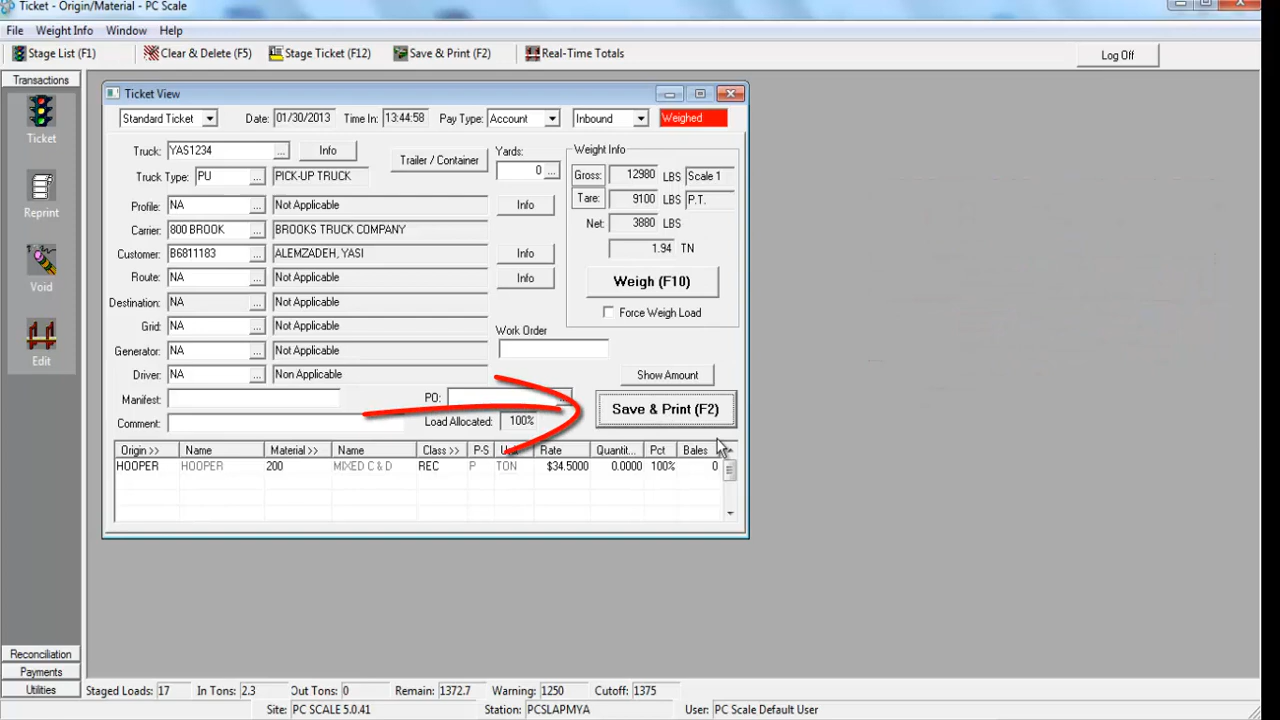 Ticket - Origin/Material - PC Scale
File Weight Info Window Help
Stage List (F1) Clear & Delete (F5) Stage Ticket (F12) Save & Print (F2) Real-Time Totals Log Off
Transactions
Ticket
Reprint
Void
Edit
Reconciliation
Payments
Utilities
Ticket View
Standard Ticket Date: 01/30/2013 Time In: 13:44:58 Pay Type: Account Inbound Weighed
Truck: YAS1234 ... Info Trailer / Container Yards: 0 ...
Truck Type: PU ... PICK-UP TRUCK
Profile: NA ... Not Applicable Info
Carrier: 800 BROOK ... BROOKS TRUCK COMPANY
Customer: B6811183 ... ALEMZADEH, YASI Info
Route: NA ... Not Applicable Info
Destination: NA ... Not Applicable
Grid: NA ... Not Applicable
Generator: NA ... Not Applicable
Driver: NA ... Non Applicable
Manifest:
Comment:
Weight Info
Gross: 12980 LBS Scale 1
Tare: 9100 LBS P.T.
Net: 3880 LBS
1.94 TN
Weigh (F10)
Force Weigh Load
Work Order
Show Amount
PO: ...
Load Allocated: 100%
Save & Print (F2)
Origin >> Name Material >> Name Class >> P-S Rate Quantit... Pct Bales
HOOPER HOOPER 200 MIXED C & D REC P TON $34.5000 0.0000 100% 0
Staged Loads: 17 In Tons: 2.3 Out Tons: 0 Remain: 1372.7 Warning: 1250 Cutoff: 1375
Site: PC SCALE 5.0.41 Station: PCSLAPMYA User: PC Scale Default User